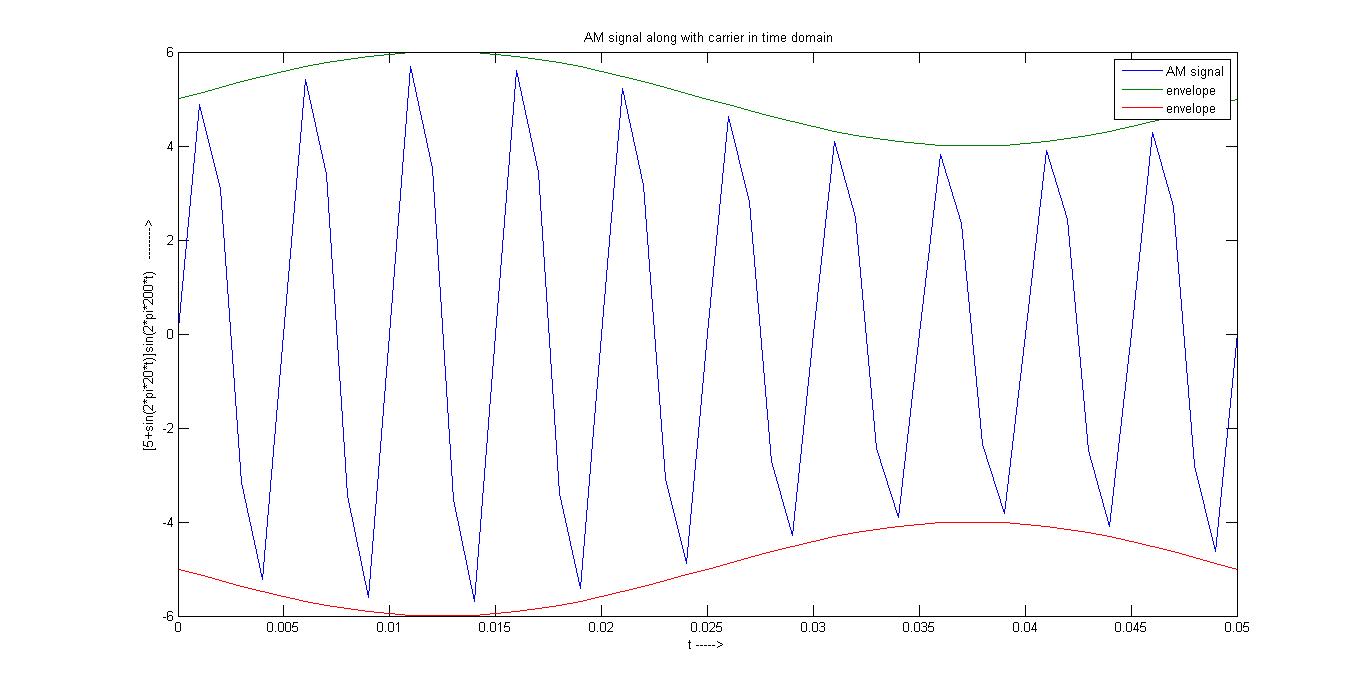 AM signal along with carrier in time domain
AM signal
envelope
envelope
[5+sin(2*pi*20*t)]sin(2*pi*200*t) --------->
6
4
2
0
-2
-4
-6
0 0.005 0.01 0.015 0.02 0.025 0.03 0.035 0.04 0.045 0.05
t ----->